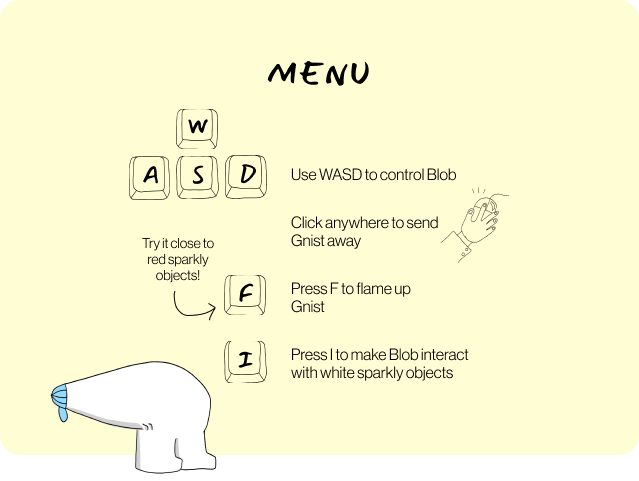 MENU
W
A S D
Use WASD to control Blob
Click anywhere to send
Gnist away
Try it close to
red sparkly
objects!
F
Press F to flame up
Gnist
I
Press I to make Blob interact
with white sparkly objects